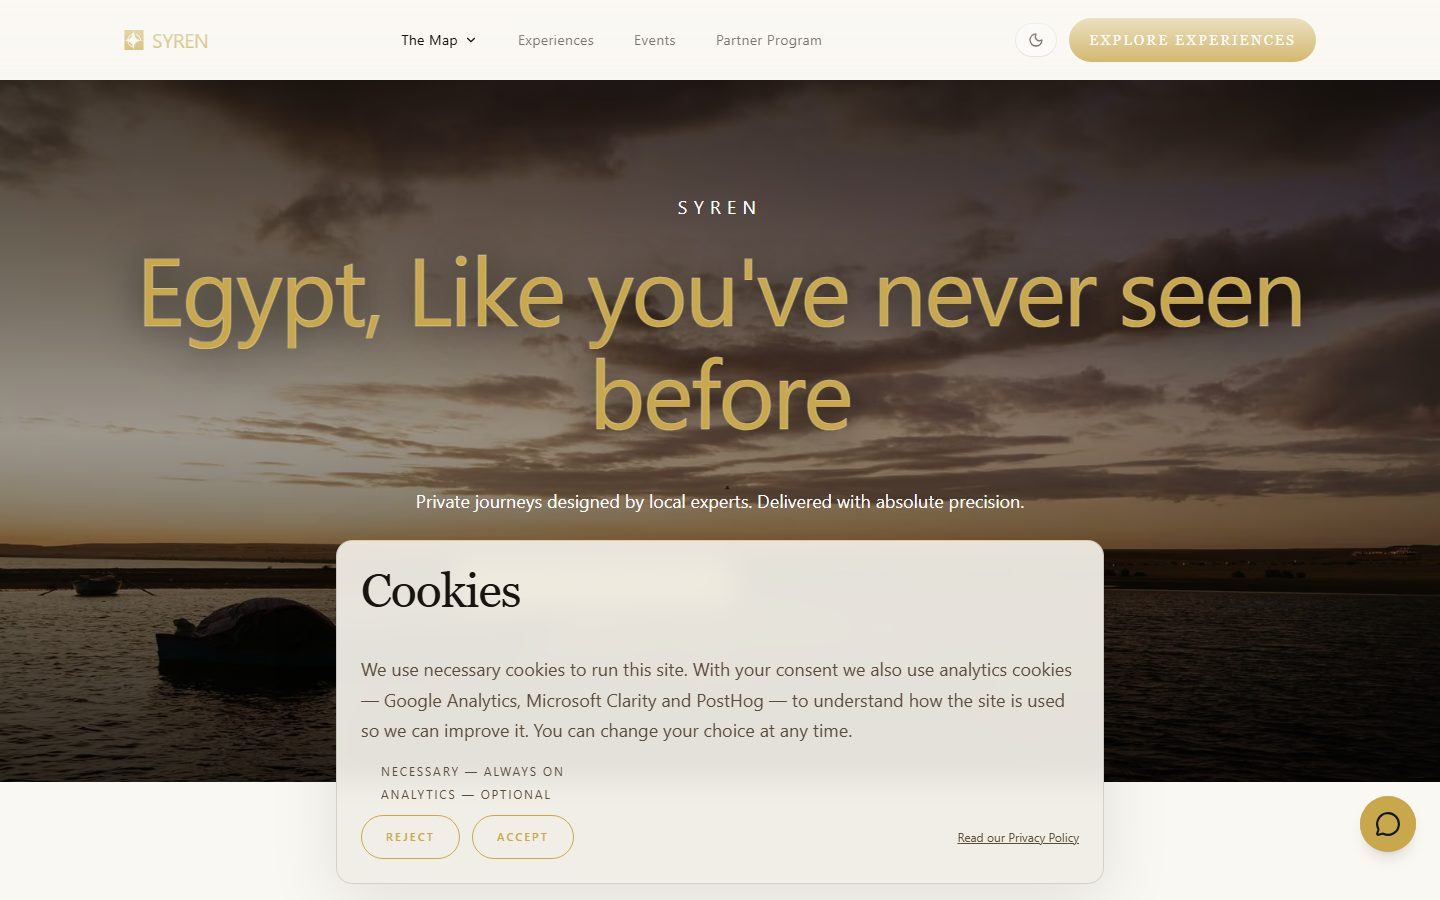 SYREN
The Map
Experiences
Events
Partner Program
EXPLORE EXPERIENCES
SYREN
Egypt, Like you've never seen
before
Private journeys designed by local experts. Delivered with absolute precision.
Cookies
We use necessary cookies to run this site. With your consent we also use analytics cookies
— Google Analytics, Microsoft Clarity and PostHog — to understand how the site is used
so we can improve it. You can change your choice at any time.
NECESSARY — ALWAYS ON
ANALYTICS — OPTIONAL
REJECT
ACCEPT
Read our Privacy Policy